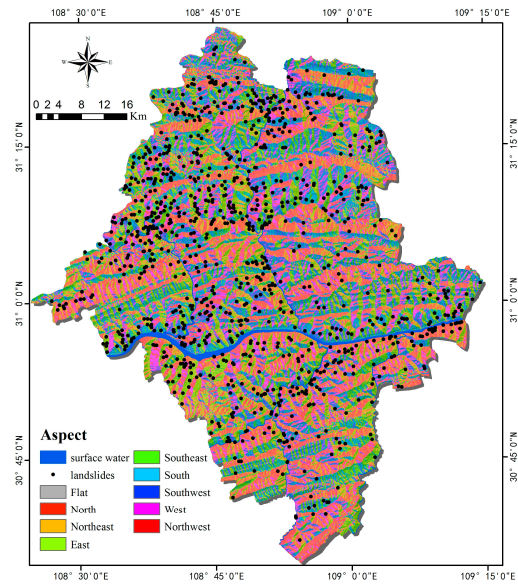 108° 30'0"E 108° 45'0"E 109° 0'0"E 109° 15'0"E
N
W E
S
0 2 4 8 12 16
Km
31° 15'0"N 31° 15'0"N
31° 0'0"N 31° 0'0"N
30° 45'0"N 30° 45'0"N
Aspect
surface water
landslides
Flat
North
Northeast
East
Southeast
South
Southwest
West
Northwest
108° 30'0"E 108° 45'0"E 109° 0'0"E 109° 15'0"E